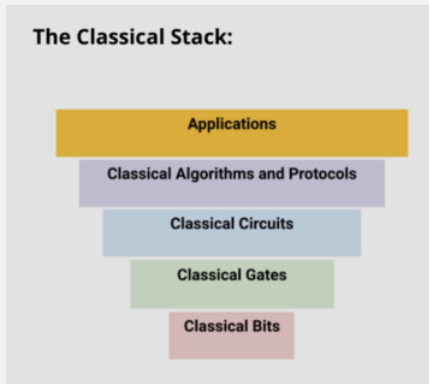 The Classical Stack:
Applications
Classical Algorithms and Protocols
Classical Circuits
Classical Gates
Classical Bits